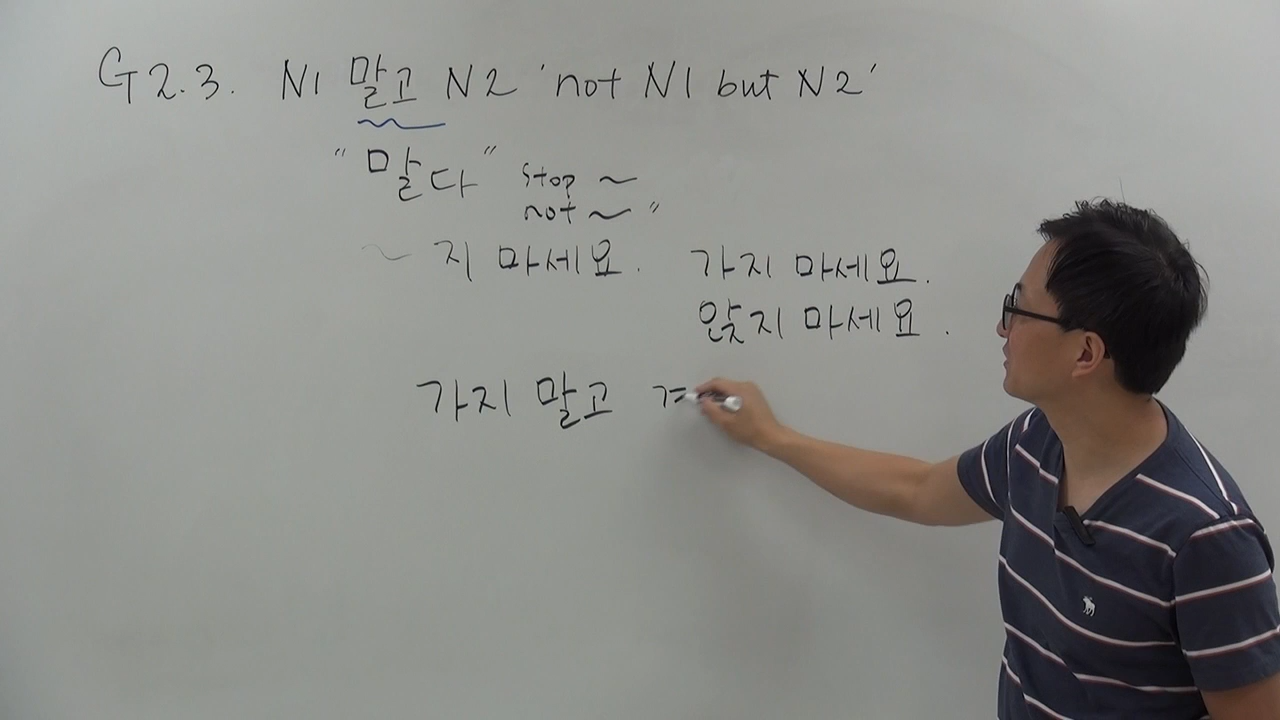 G2.3. N1 말고 N2 'not N1 but N2'
"말다" stop ~
not ~"
~ 지 마세요. 가지 마세요.
앉지 마세요.
가지 말고